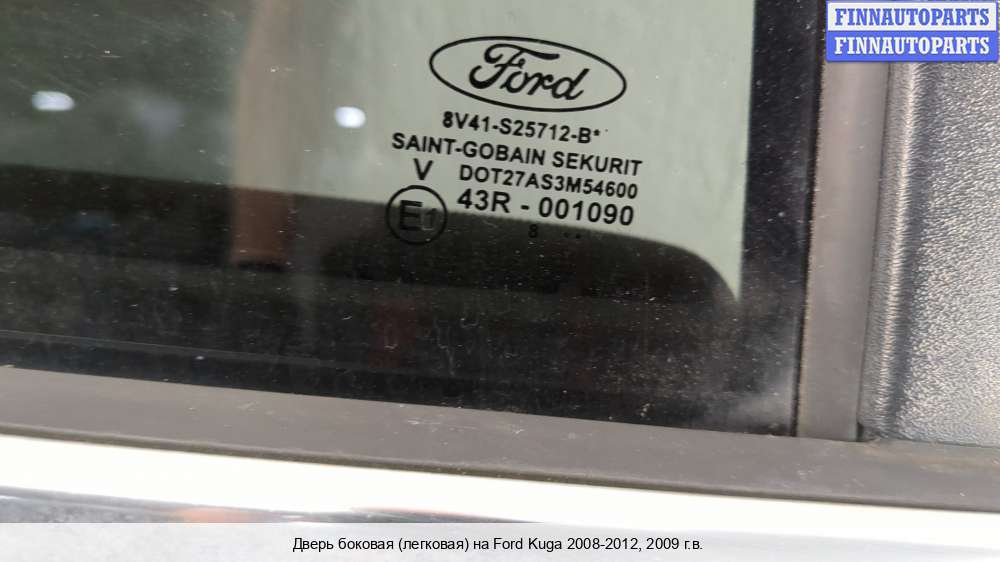 FINNAUTOPARTS
FINNAUTOPARTS
Ford
8V41-S25712-B*
SAINT-GOBAIN SEKURIT
V DOT27AS3M54600
E1 43R - 001090
8 ..
Дверь боковая (легковая) на Ford Kuga 2008-2012, 2009 г.в.